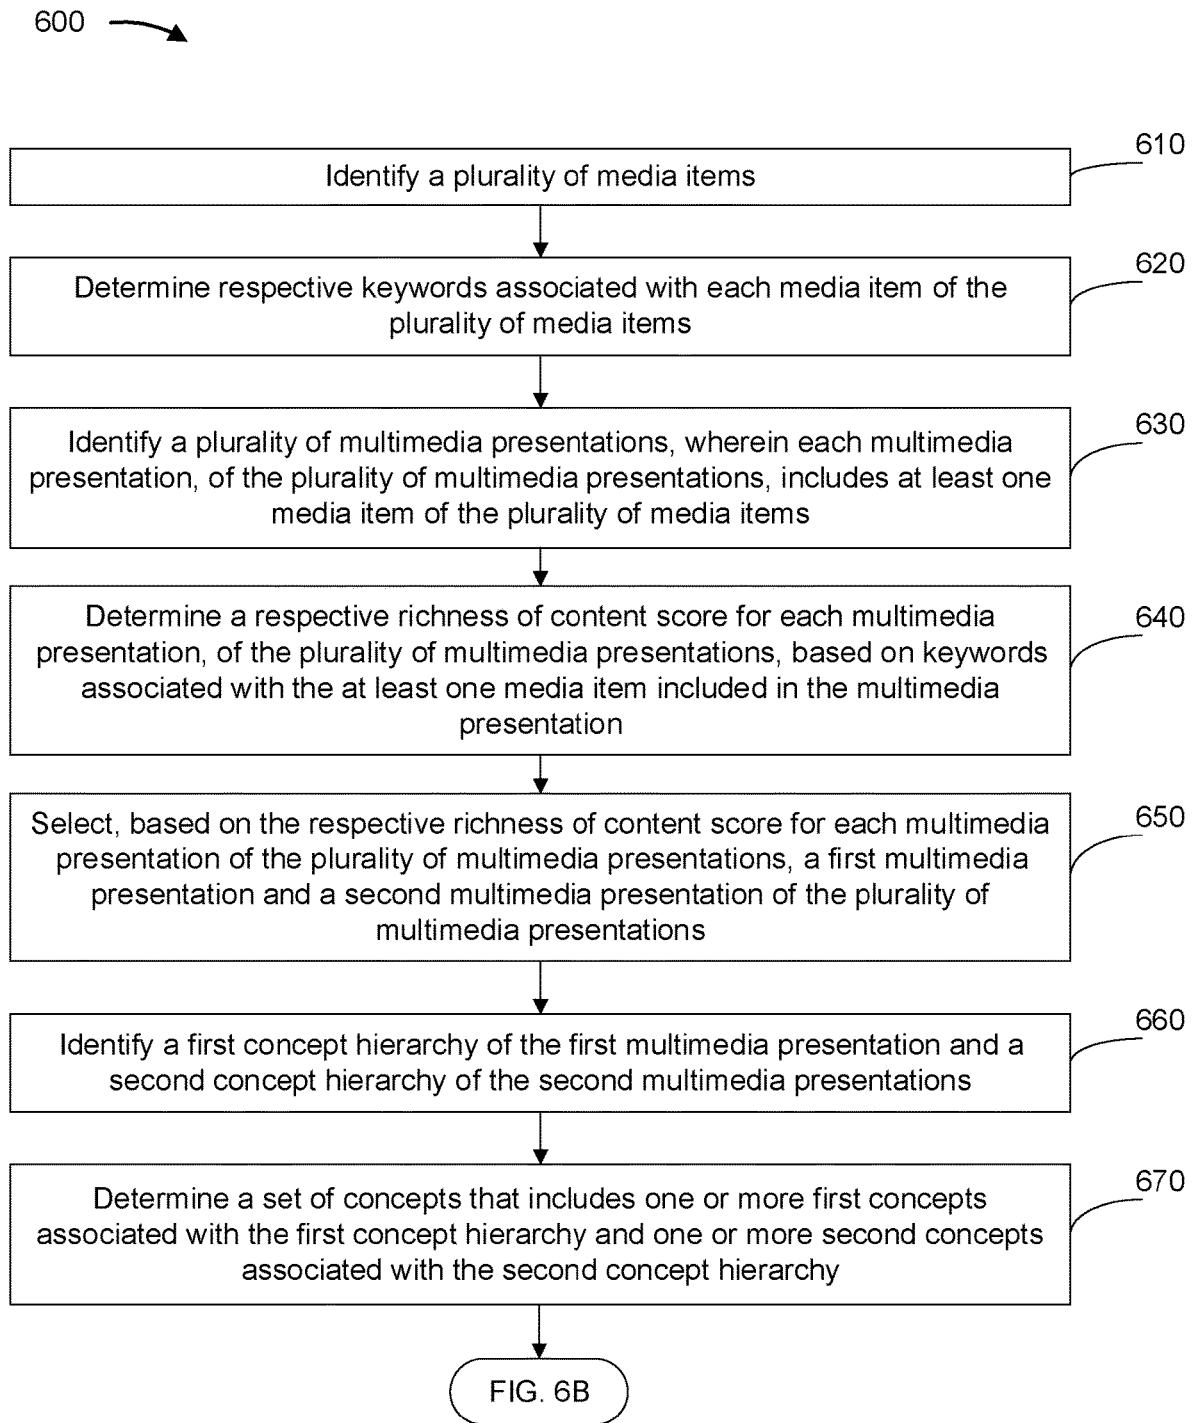 600
610
Identify a plurality of media items
620
Determine respective keywords associated with each media item of the
plurality of media items
630
Identify a plurality of multimedia presentations, wherein each multimedia
presentation, of the plurality of multimedia presentations, includes at least one
media item of the plurality of media items
640
Determine a respective richness of content score for each multimedia
presentation, of the plurality of multimedia presentations, based on keywords
associated with the at least one media item included in the multimedia
presentation
650
Select, based on the respective richness of content score for each multimedia
presentation of the plurality of multimedia presentations, a first multimedia
presentation and a second multimedia presentation of the plurality of
multimedia presentations
660
Identify a first concept hierarchy of the first multimedia presentation and a
second concept hierarchy of the second multimedia presentations
670
Determine a set of concepts that includes one or more first concepts
associated with the first concept hierarchy and one or more second concepts
associated with the second concept hierarchy
FIG. 6B